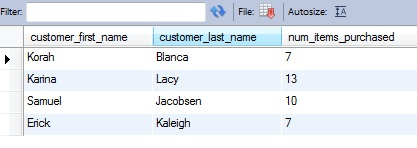 Filter: File: Autosize:
customer_first_name customer_last_name num_items_purchased
Korah Blanca 7
Karina Lacy 13
Samuel Jacobsen 10
Erick Kaleigh 7